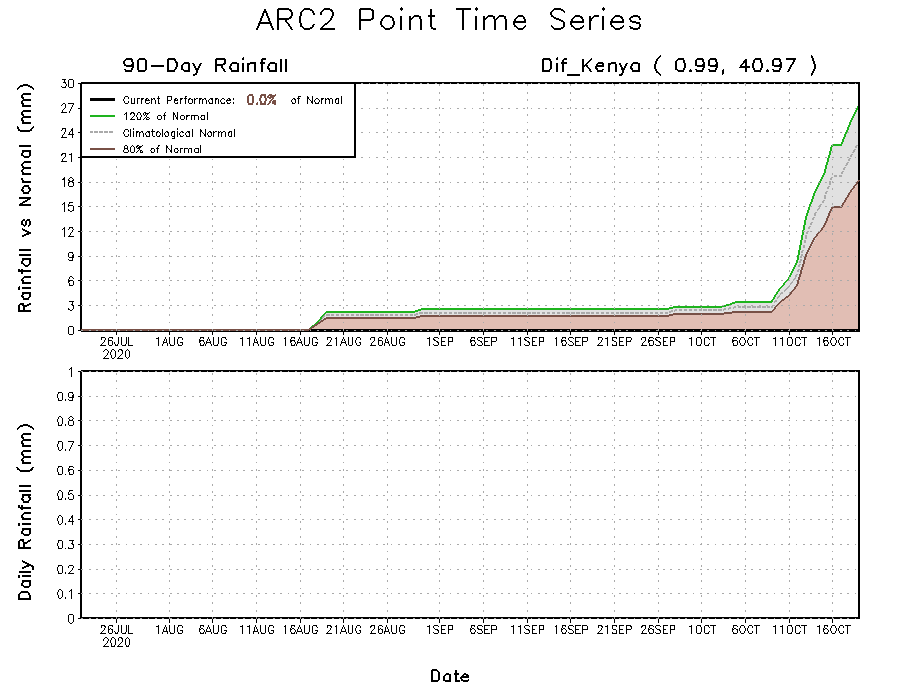 ARC2 Point Time Series
90-Day Rainfall
Dif_Kenya ( 0.99, 40.97 )
Rainfall vs Normal (mm)
30
27
24
21
18
15
12
9
6
3
0
Current Performance: 0.0% of Normal
120% of Normal
Climatological Normal
80% of Normal
26JUL 1AUG 6AUG 11AUG 16AUG 21AUG 26AUG 1SEP 6SEP 11SEP 16SEP 21SEP 26SEP 1OCT 6OCT 11OCT 16OCT
2020
Daily Rainfall (mm)
1
0.9
0.8
0.7
0.6
0.5
0.4
0.3
0.2
0.1
0
26JUL 1AUG 6AUG 11AUG 16AUG 21AUG 26AUG 1SEP 6SEP 11SEP 16SEP 21SEP 26SEP 1OCT 6OCT 11OCT 16OCT
2020
Date